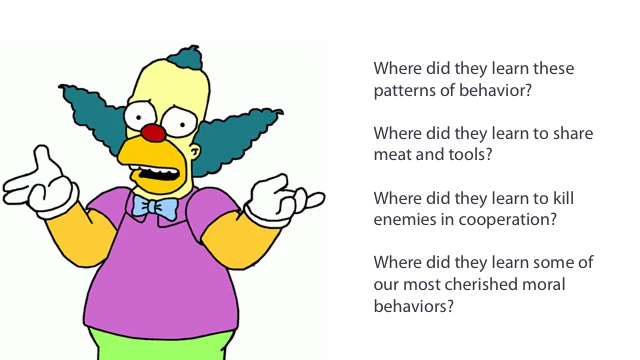 Where did they learn these
patterns of behavior?
Where did they learn to share
meat and tools?
Where did they learn to kill
enemies in cooperation?
Where did they learn some of
our most cherished moral
behaviors?